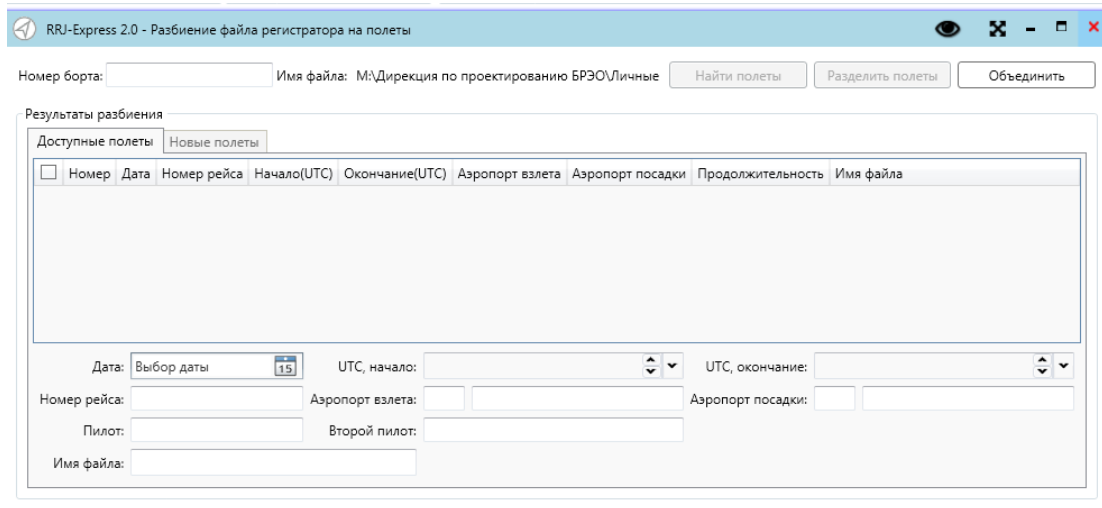 RRJ-Express 2.0 - Разбиение файла регистратора на полеты
Номер борта: Имя файла: M:\Дирекция по проектированию БРЭО\Личные Найти полеты Разделить полеты Объединить
Результаты разбиения
Доступные полеты Новые полеты
Номер Дата Номер рейса Начало(UTC) Окончание(UTC) Аэропорт взлета Аэропорт посадки Продолжительность Имя файла
Дата: Выбор даты 15 UTC, начало: UTC, окончание:
Номер рейса: Аэропорт взлета: Аэропорт посадки:
Пилот: Второй пилот:
Имя файла: